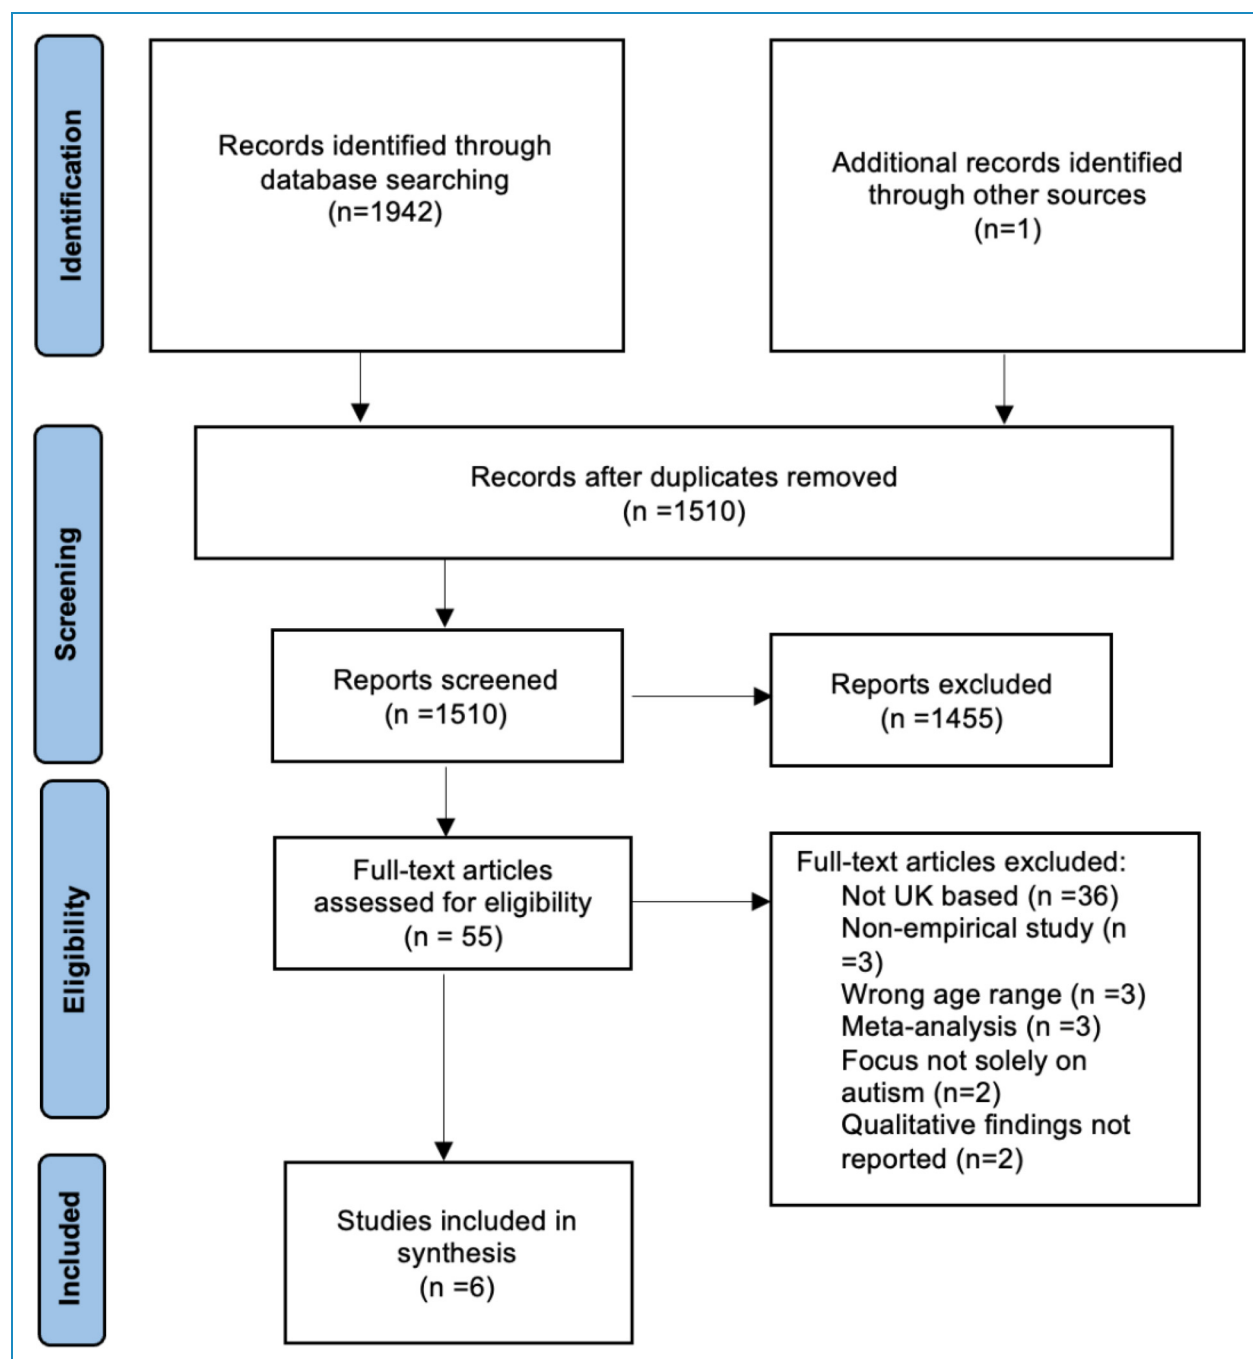 Identification
Records identified through
database searching
(n=1942)
Additional records identified
through other sources
(n=1)
Screening
Records after duplicates removed
(n =1510)
Reports screened
(n =1510)
Reports excluded
(n =1455)
Eligibility
Full-text articles
assessed for eligibility
(n = 55)
Full-text articles excluded:
Not UK based (n =36)
Non-empirical study (n
=3)
Wrong age range (n =3)
Meta-analysis (n =3)
Focus not solely on
autism (n=2)
Qualitative findings not
reported (n=2)
Included
Studies included in
synthesis
(n =6)